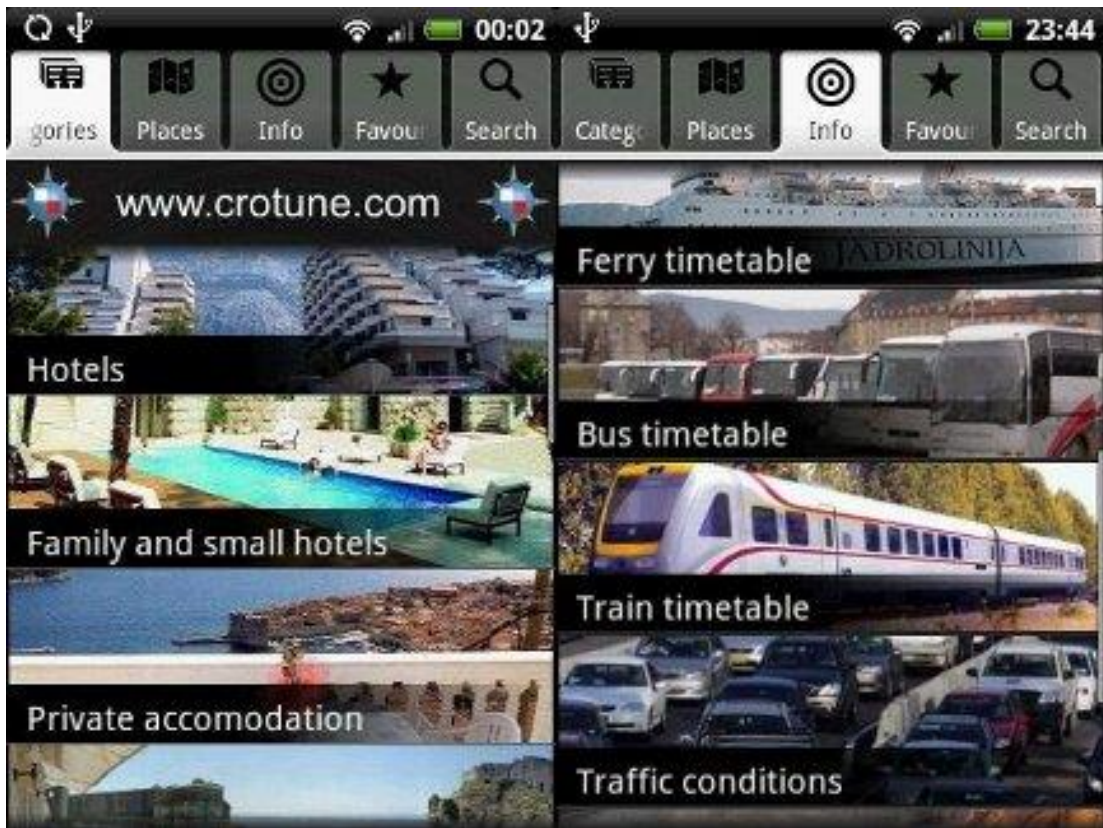 00:02
gories Places Info Favour Search
www.crotune.com
Hotels
Family and small hotels
Private accomodation
23:44
Catego Places Info Favour Search
JADROLINIJA
Ferry timetable
Bus timetable
Train timetable
Traffic conditions